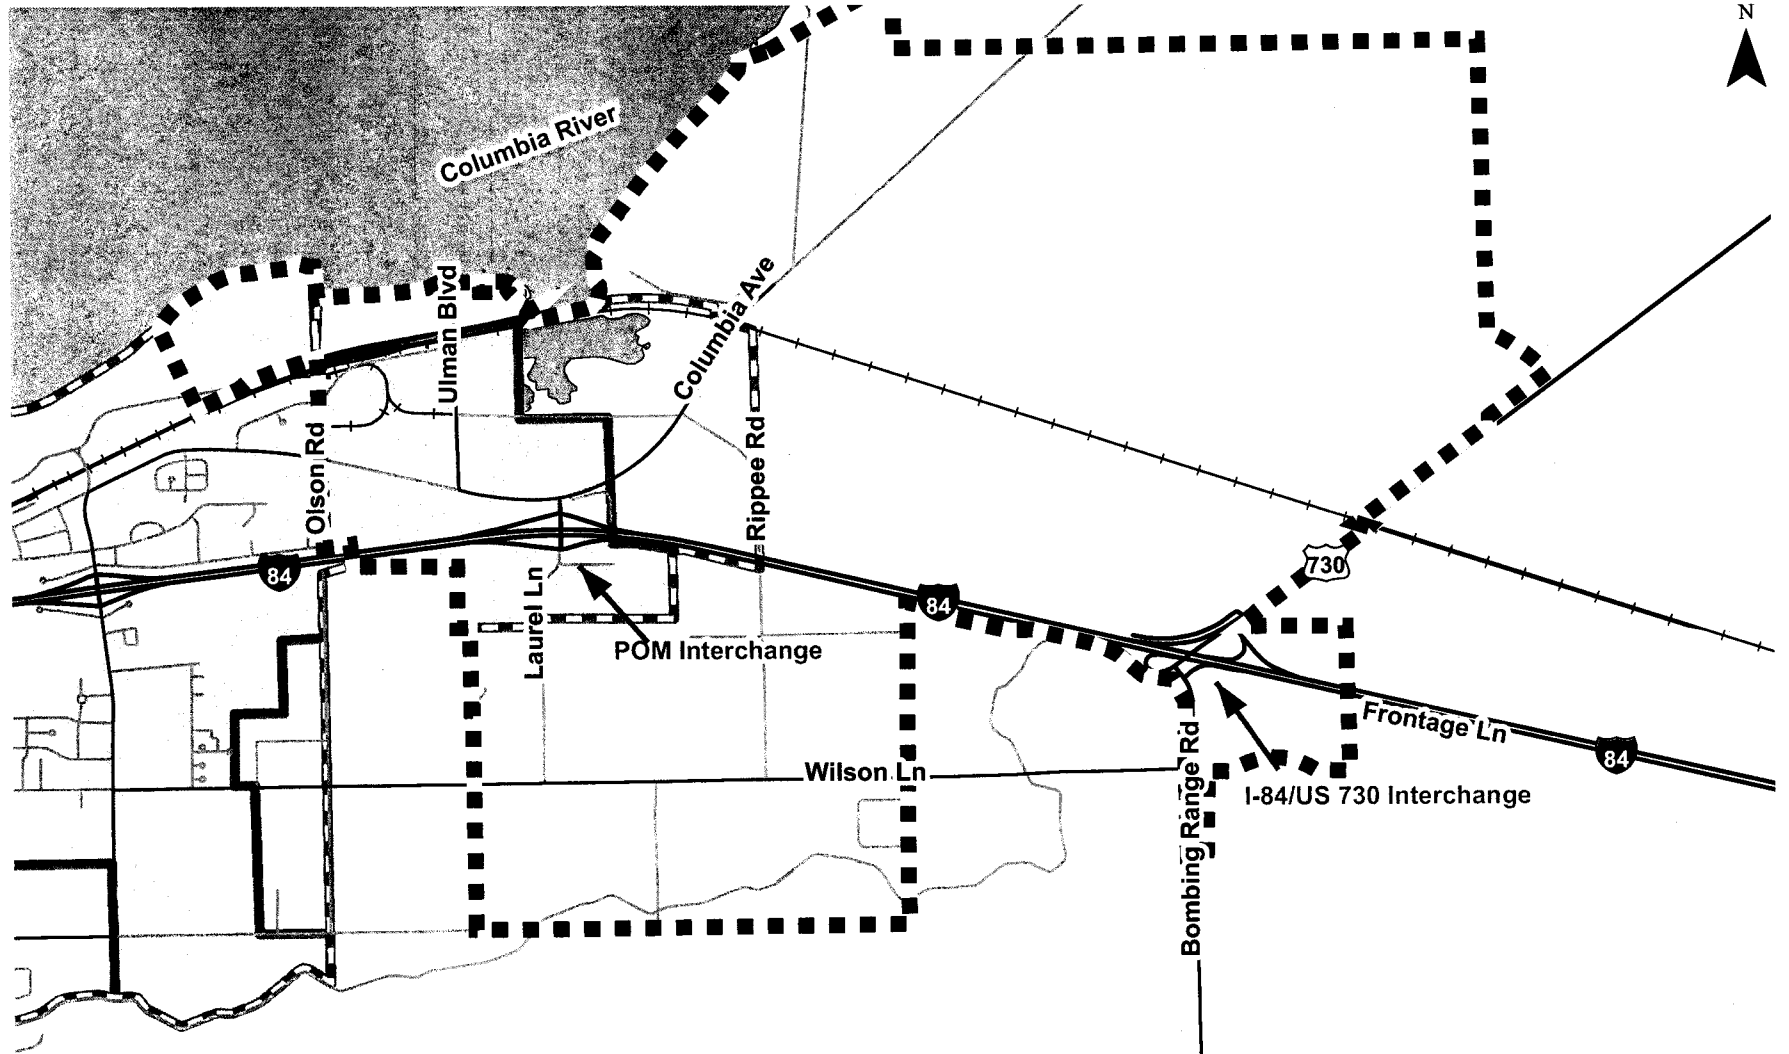 N
Columbia River
Ulman Blvd
Columbia Ave
Olson Rd
Rippee Rd
84
Laurel Ln
84
730
POM Interchange
Frontage Ln
84
Wilson Ln
Bombing Range Rd
I-84/US 730 Interchange